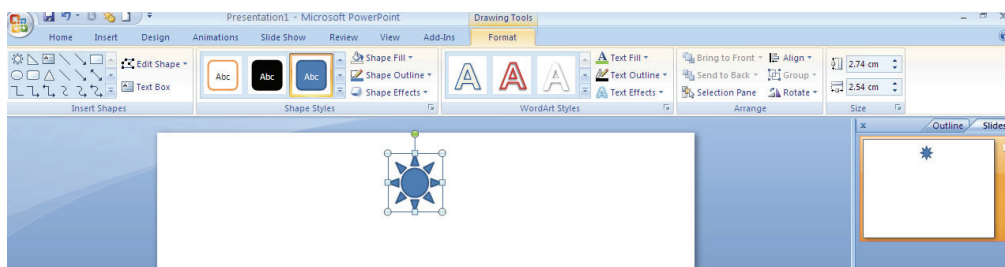 Presentation1 - Microsoft PowerPoint Drawing Tools
Home Insert Design Animations Slide Show Review View Add-Ins Format
Edit Shape
Text Box
Insert Shapes
Abc Abc Abc
Shape Fill
Shape Outline
Shape Effects
Shape Styles
A A A
Text Fill
Text Outline
Text Effects
WordArt Styles
Bring to Front Align
Send to Back Group
Selection Pane Rotate
Arrange
2.74 cm
2.54 cm
Size
x Outline Slides